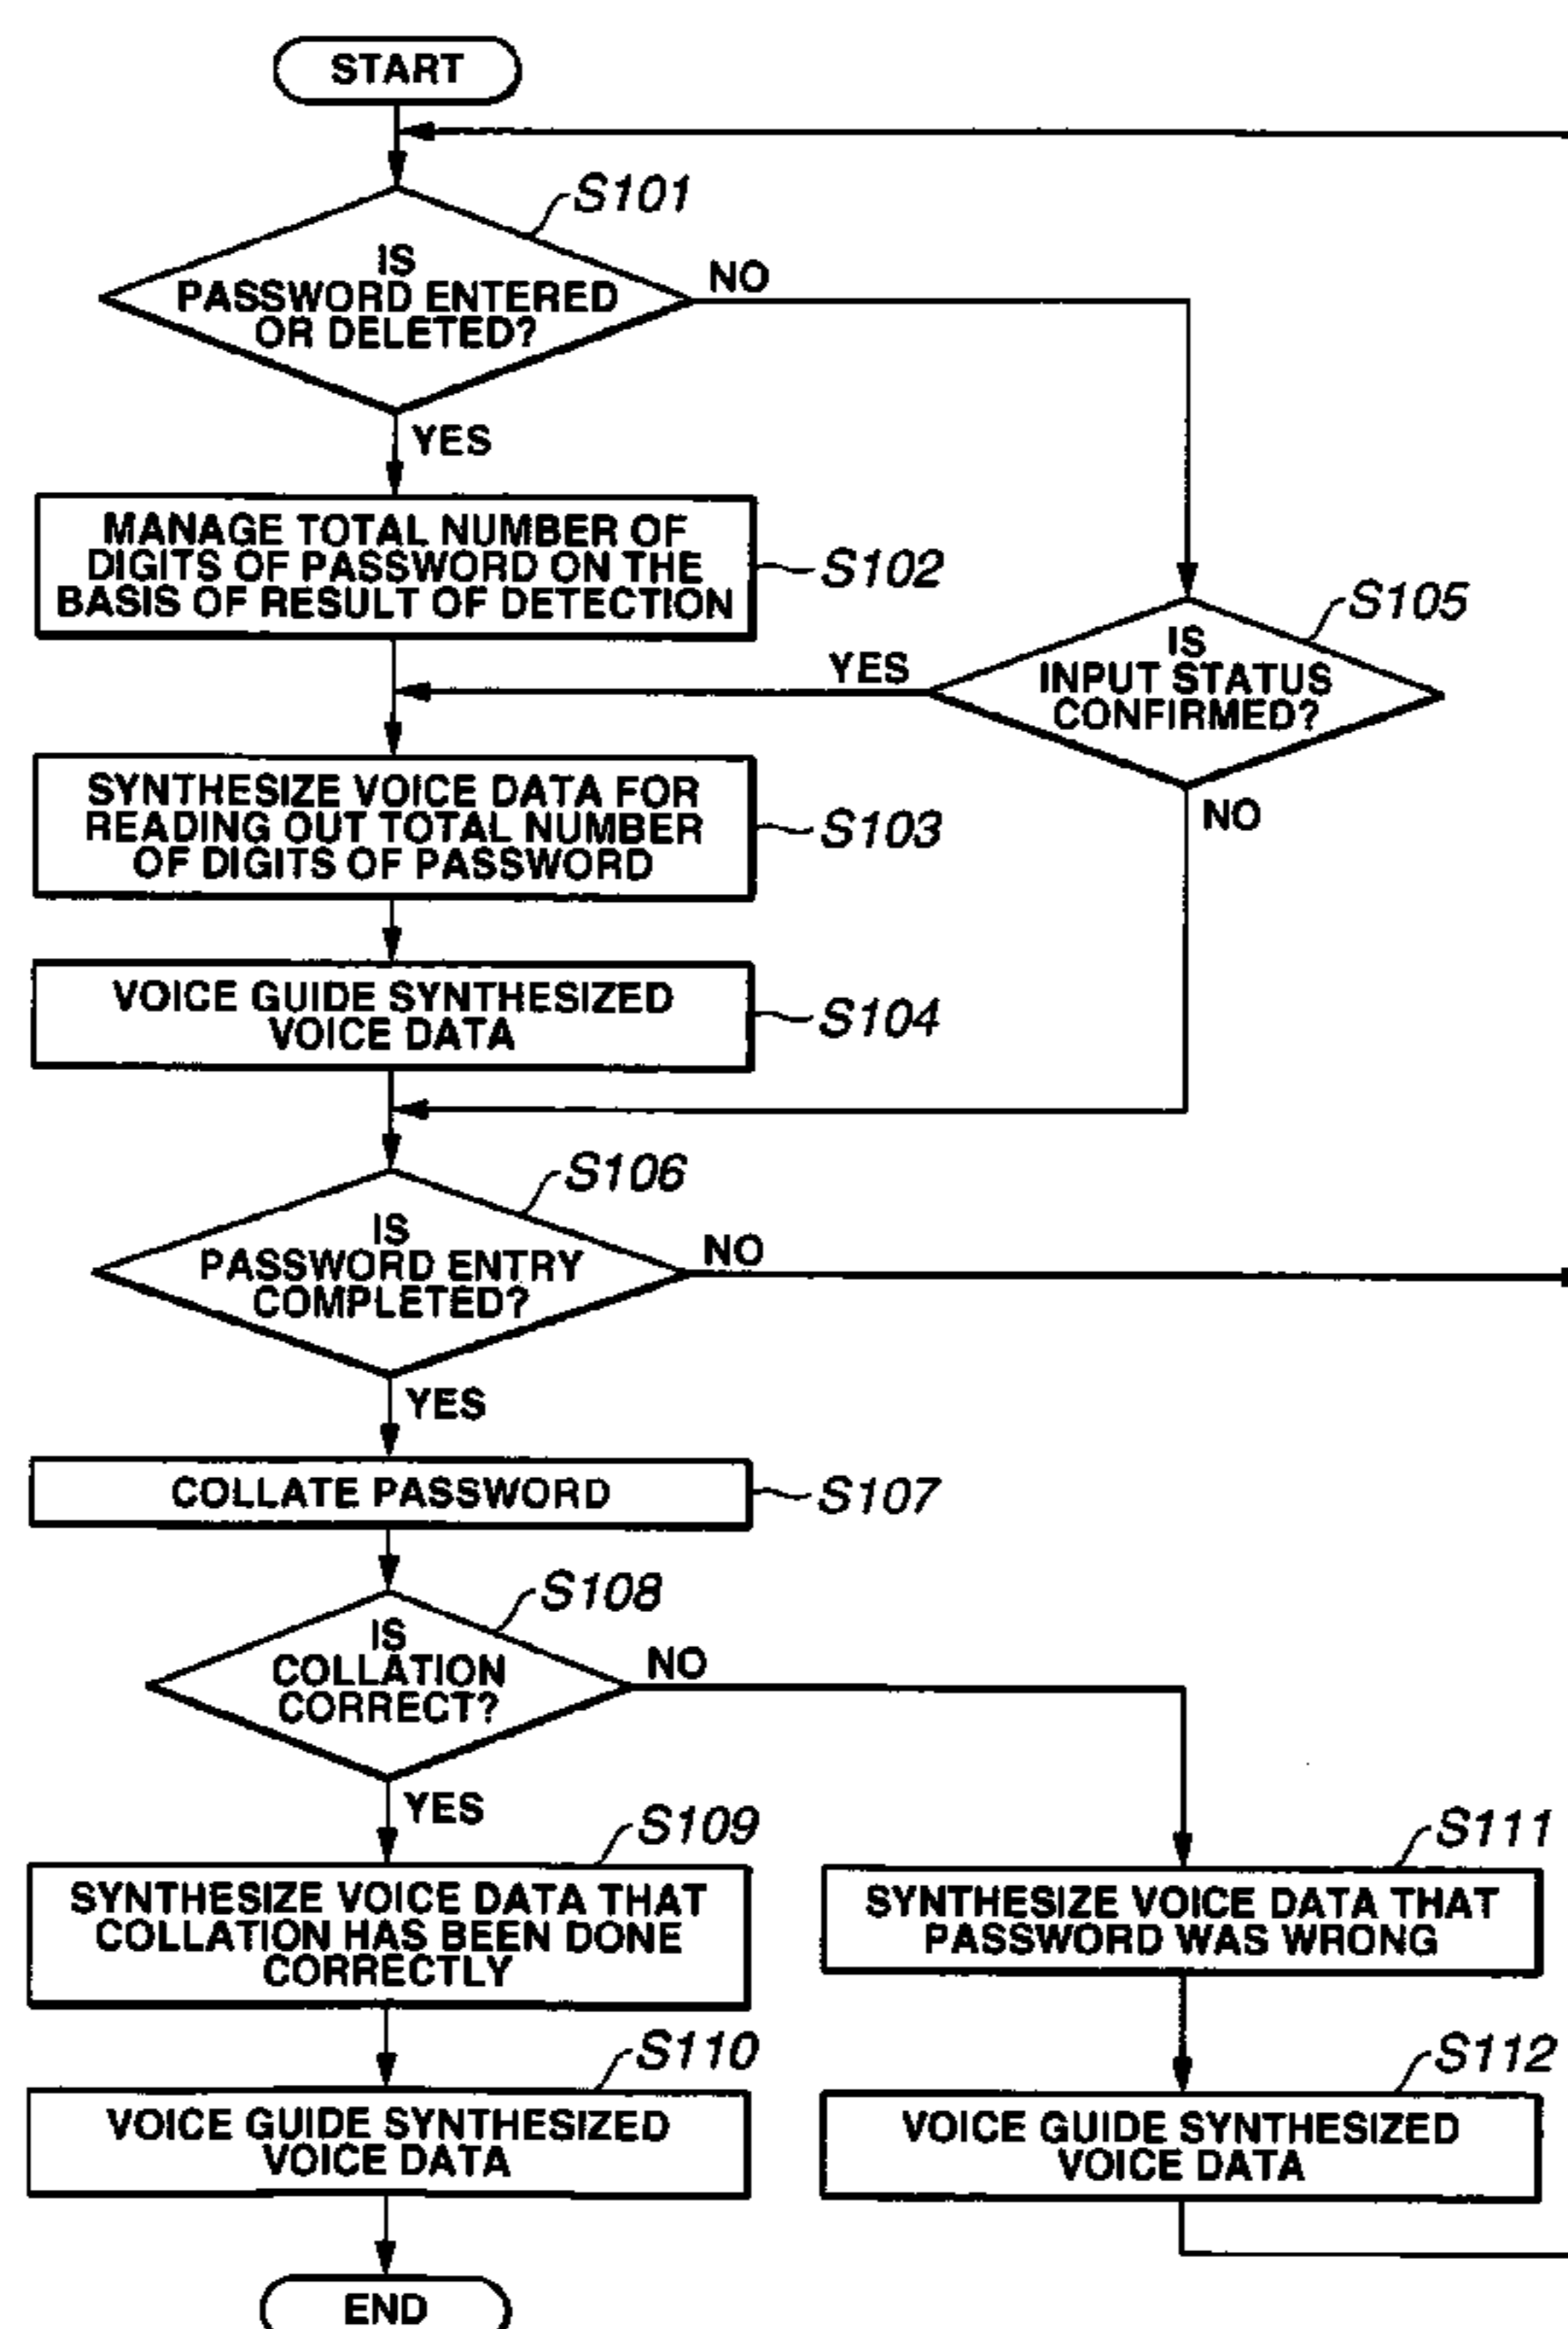 START
S101
IS
PASSWORD ENTERED
OR DELETED?
NO
YES
MANAGE TOTAL NUMBER OF
DIGITS OF PASSWORD ON THE
BASIS OF RESULT OF DETECTION
S102
S105
IS
INPUT STATUS
CONFIRMED?
YES
NO
SYNTHESIZE VOICE DATA FOR
READING OUT TOTAL NUMBER
OF DIGITS OF PASSWORD
S103
VOICE GUIDE SYNTHESIZED
VOICE DATA
S104
S106
IS
PASSWORD ENTRY
COMPLETED?
NO
YES
COLLATE PASSWORD
S107
S108
IS
COLLATION
CORRECT?
NO
YES
S109
SYNTHESIZE VOICE DATA THAT
COLLATION HAS BEEN DONE
CORRECTLY
S111
SYNTHESIZE VOICE DATA THAT
PASSWORD WAS WRONG
S110
VOICE GUIDE SYNTHESIZED
VOICE DATA
S112
VOICE GUIDE SYNTHESIZED
VOICE DATA
END